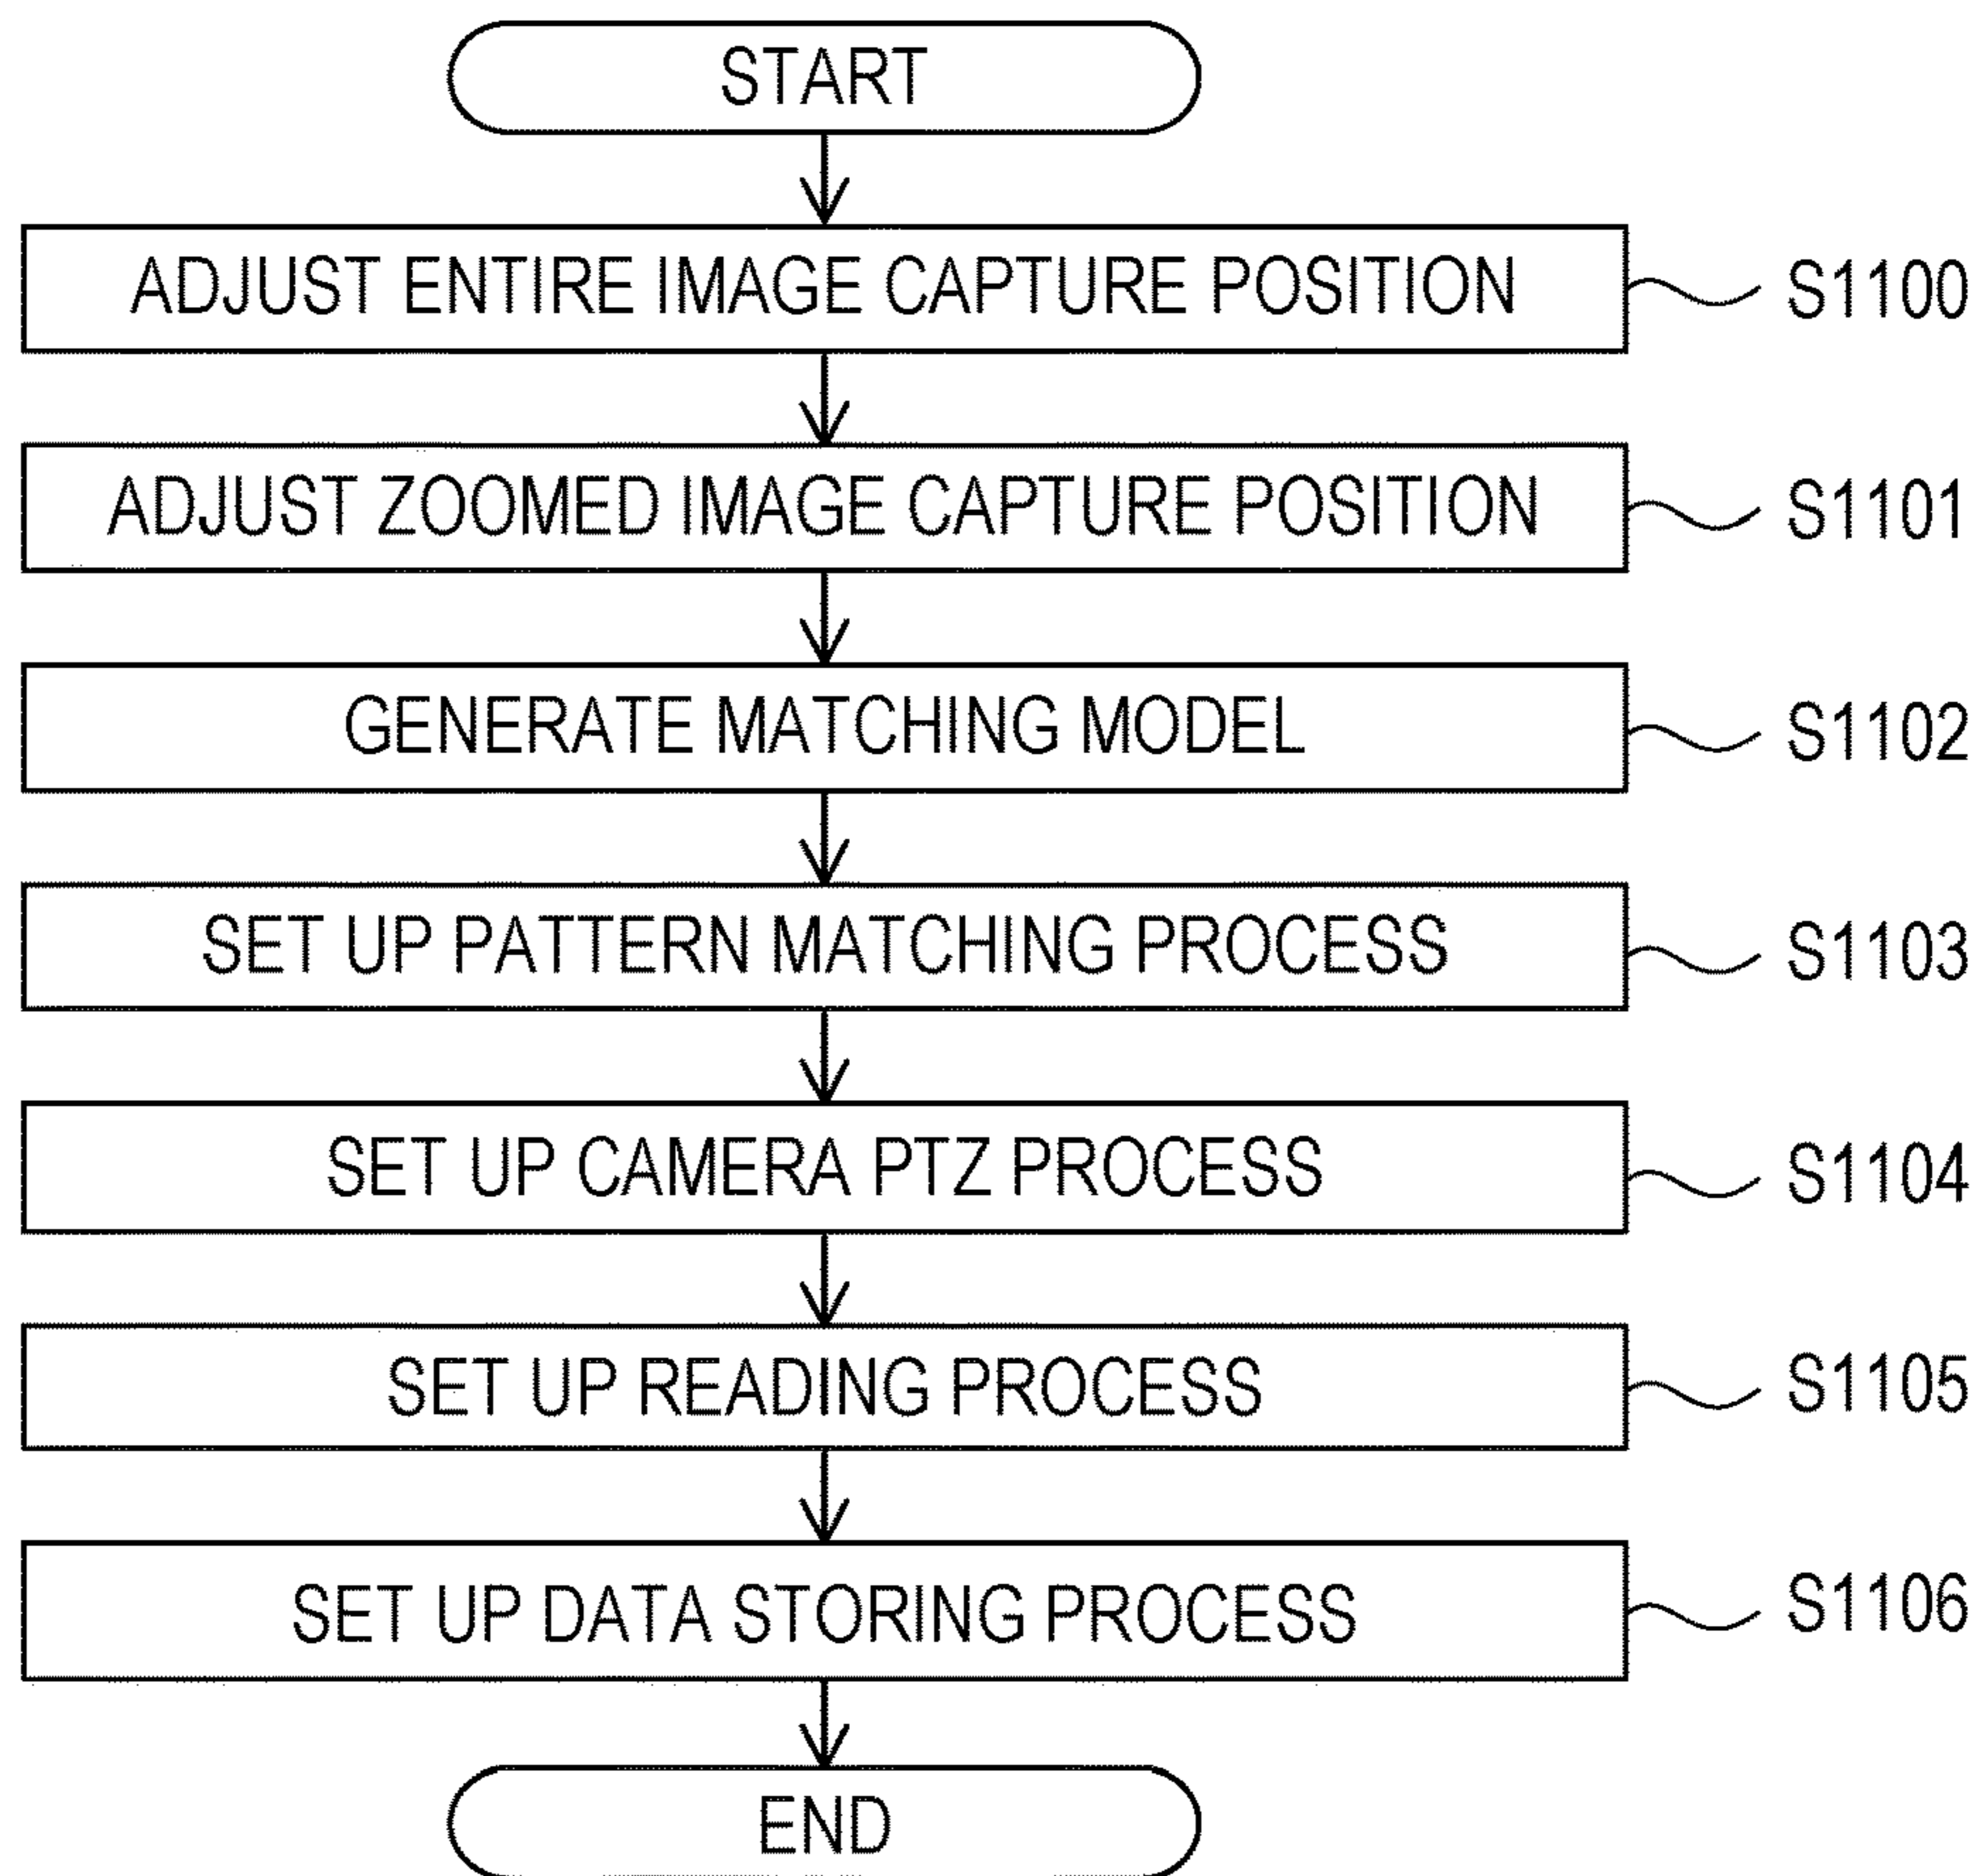 START
ADJUST ENTIRE IMAGE CAPTURE POSITION S1100
ADJUST ZOOMED IMAGE CAPTURE POSITION S1101
GENERATE MATCHING MODEL S1102
SET UP PATTERN MATCHING PROCESS S1103
SET UP CAMERA PTZ PROCESS S1104
SET UP READING PROCESS S1105
SET UP DATA STORING PROCESS S1106
END